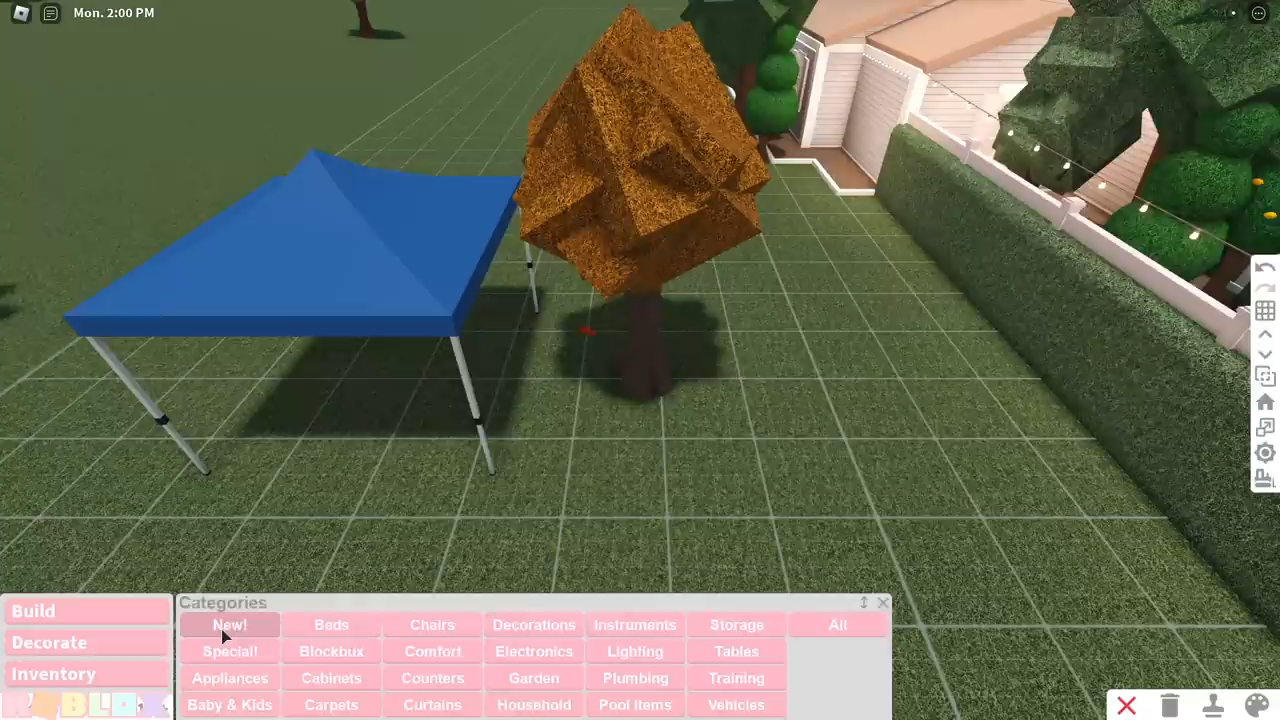 Mon. 2:00 PM
Build
Decorate
Inventory
Categories
New! Beds Chairs Decorations Instruments Storage All
Special! Blockbux Comfort Electronics Lighting Tables
Appliances Cabinets Counters Garden Plumbing Training
Baby & Kids Carpets Curtains Household Pool Items Vehicles